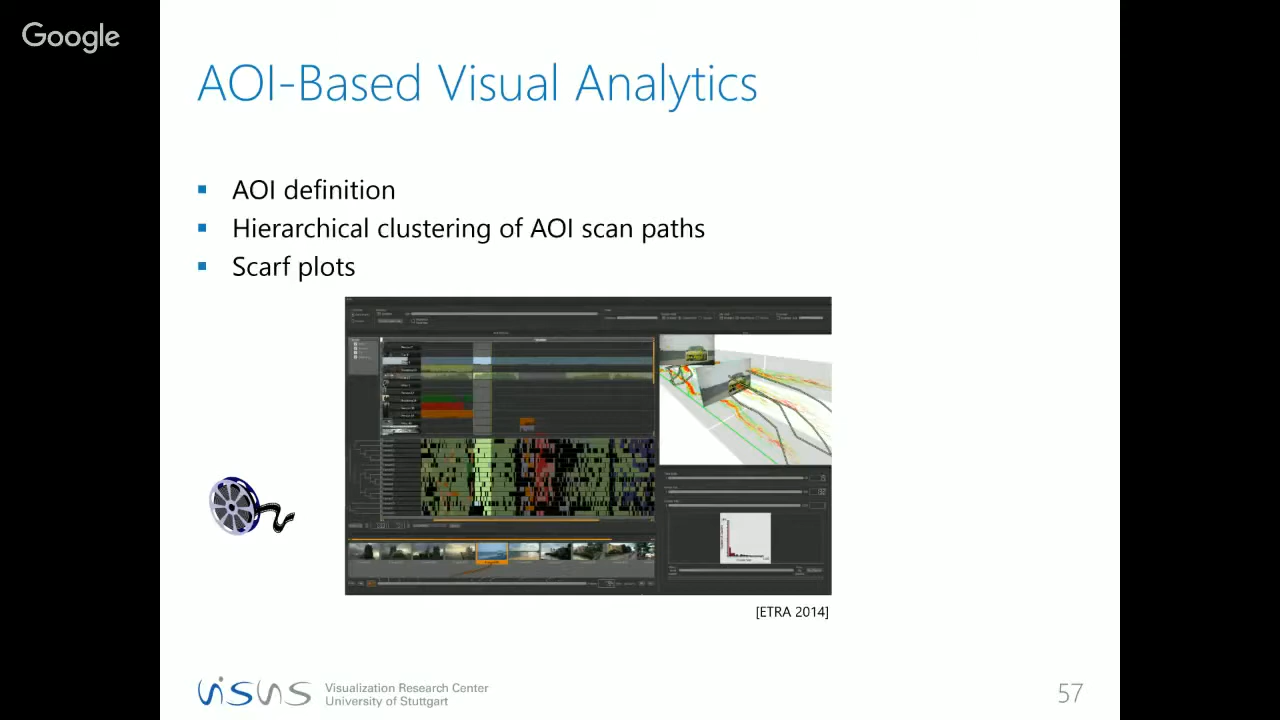 Google
AOI-Based Visual Analytics
▪ AOI definition
▪ Hierarchical clustering of AOI scan paths
▪ Scarf plots
[ETRA 2014]
VISUS
Visualization Research Center
University of Stuttgart
57